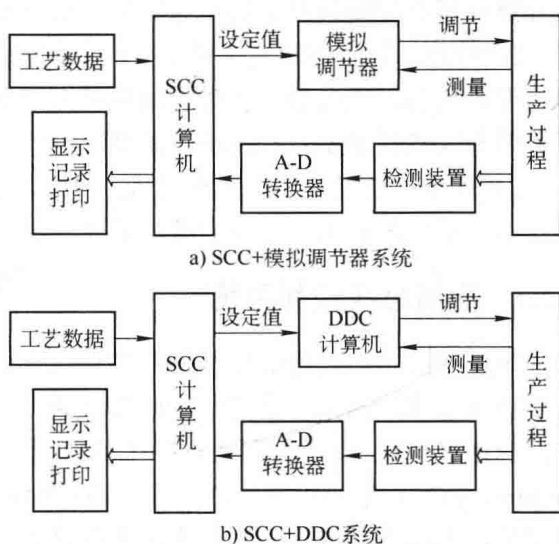 工艺数据
显示
记录
打印
SCC
计
算
机
设定值
模拟
调节器
调节
测量
A-D
转换器
检测装置
生
产
过
程
a) SCC+模拟调节器系统
工艺数据
显示
记录
打印
SCC
计
算
机
设定值
DDC
计算机
调节
测量
A-D
转换器
检测装置
生
产
过
程
b) SCC+DDC系统